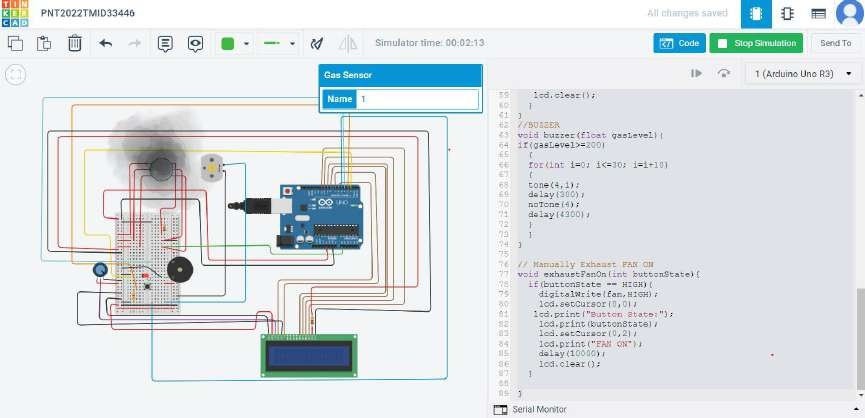 TIN
KER
CAD
PNT2022TMID33446
All changes saved
Simulator time: 00:02:13
Code
Stop Simulation
Send To
1 (Arduino Uno R3)
Gas Sensor
Name 1
UNO
59 lcd.clear();
60 }
61 }
62 //BUZZER
63 void buzzer(float gasLevel){
64 if(gasLevel>=200)
65 {
66 for(int i=0; i<=30; i=i+10)
67 {
68 tone(4,i);
69 delay(300);
70 noTone(4);
71 delay(4300);
72 }
73 }
74 }
75
76 // Manually Exhaust FAN ON
77 void exhaustFanOn(int buttonState){
78 if(buttonState == HIGH){
79 digitalWrite(fan,HIGH);
80 lcd.setCursor(0,0);
81 lcd.print("Button State:");
82 lcd.print(buttonState);
83 lcd.setCursor(0,2);
84 lcd.print("FAN ON");
85 delay(10000);
86 lcd.clear();
87 }
88
89 }
Serial Monitor